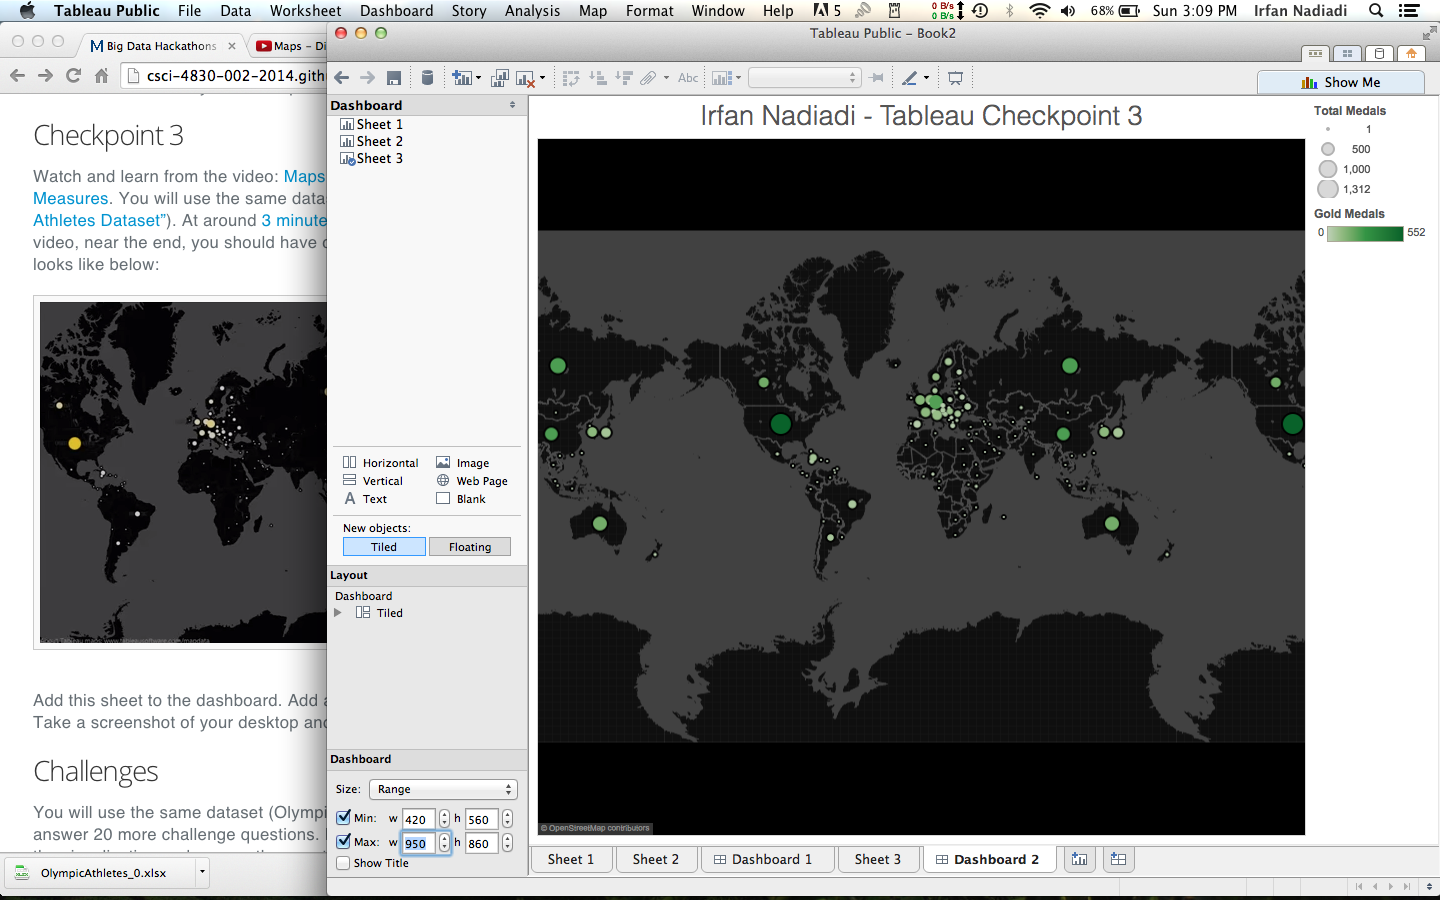 Tableau Public File Data Worksheet Dashboard Story Analysis Map Format Window Help 5 0 B/s 0 B/s 68% Sun 3:09 PM Irfan Nadiadi
Big Data Hackathons
Maps – Di
csci-4830-002-2014.gith
Checkpoint 3
Watch and learn from the video: Maps
Measures. You will use the same data
Athletes Dataset"). At around 3 minute
video, near the end, you should have
looks like below:
Add this sheet to the dashboard. Add a
Take a screenshot of your desktop and
Challenges
You will use the same dataset (Olympi
answer 20 more challenge questions.
OlympicAthletes_0.xlsx
Tableau Public – Book2
Abc
Show Me
Dashboard
Sheet 1
Sheet 2
Sheet 3
Horizontal
Image
Vertical
Web Page
Text
Blank
New objects:
Tiled
Floating
Layout
Dashboard
Tiled
Dashboard
Size: Range
Min: w 420 h 560
Max: w 950 h 860
Show Title
Irfan Nadiadi - Tableau Checkpoint 3
© OpenStreetMap contributors
Total Medals
1
500
1,000
1,312
Gold Medals
0 552
Sheet 1
Sheet 2
Dashboard 1
Sheet 3
Dashboard 2